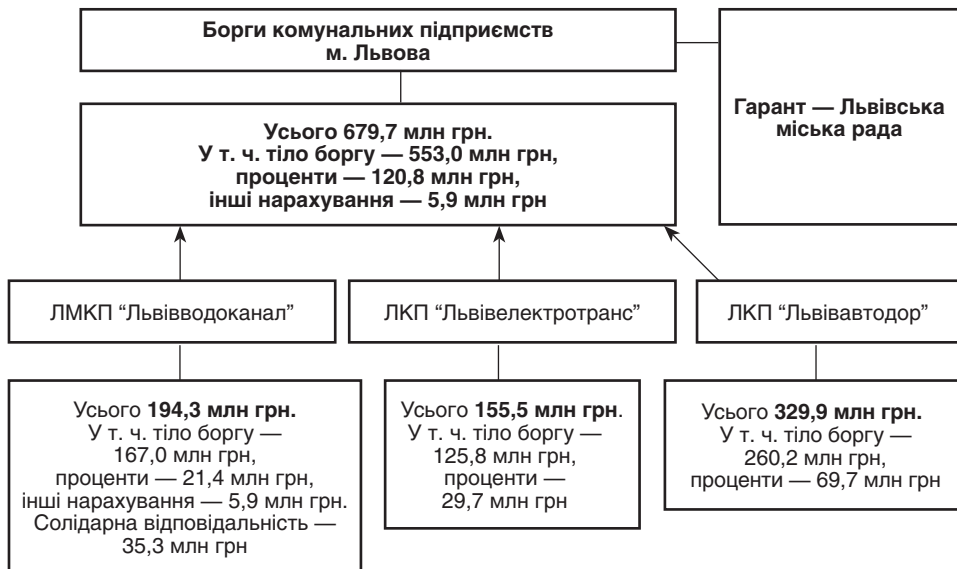 Борги комунальних підприємств
м. Львова
Гарант — Львівська
міська рада
Усього 679,7 млн грн.
У т. ч. тіло боргу — 553,0 млн грн,
проценти — 120,8 млн грн,
інші нарахування — 5,9 млн грн
ЛМКП “Львівводоканал”
ЛКП “Львівелектротранс”
ЛКП “Львівавтодор”
Усього 194,3 млн грн.
У т. ч. тіло боргу —
167,0 млн грн,
проценти — 21,4 млн грн,
інші нарахування — 5,9 млн грн.
Солідарна відповідальність —
35,3 млн грн
Усього 155,5 млн грн.
У т. ч. тіло боргу —
125,8 млн грн,
проценти —
29,7 млн грн
Усього 329,9 млн грн.
У т. ч. тіло боргу —
260,2 млн грн,
проценти — 69,7 млн грн